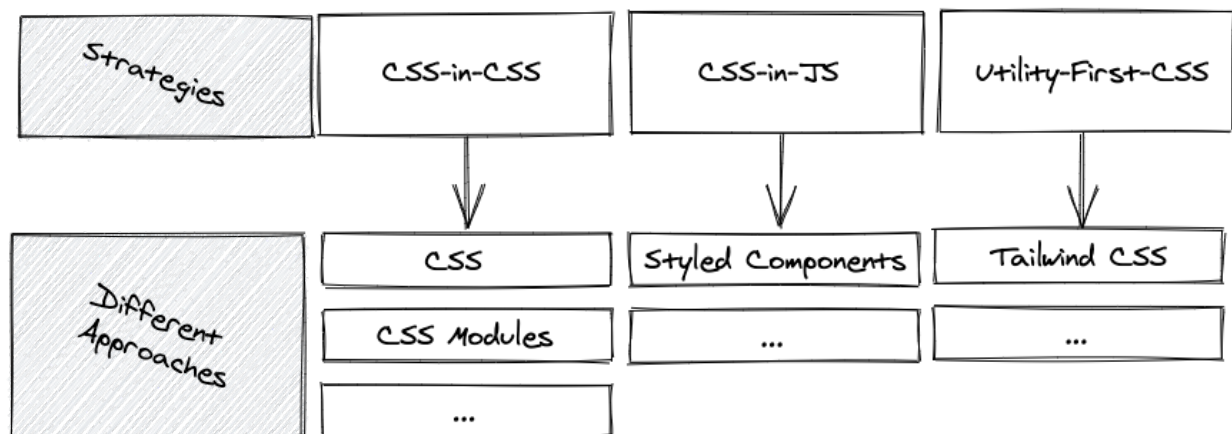 Strategies
CSS-in-CSS
CSS-in-JS
Utility-First-CSS
CSS
Styled Components
Tailwind CSS
Different
Approaches
CSS Modules
...
...
...